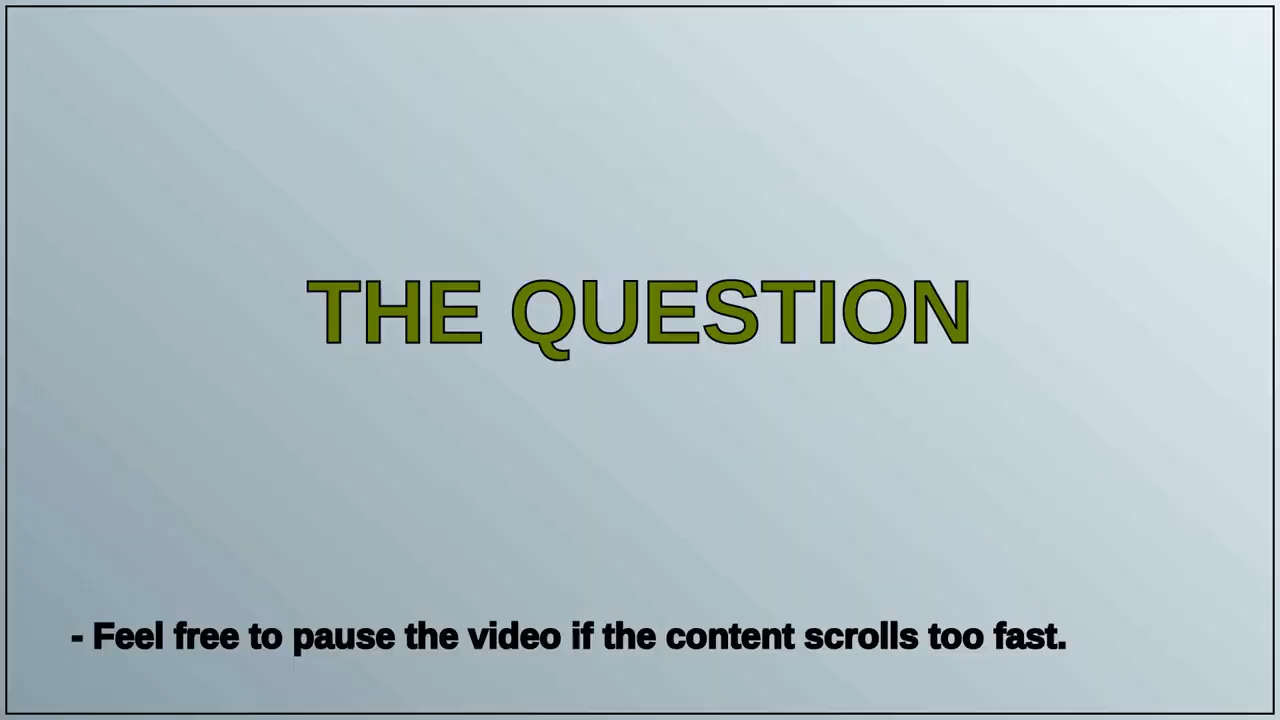 THE QUESTION
- Feel free to pause the video if the content scrolls too fast.